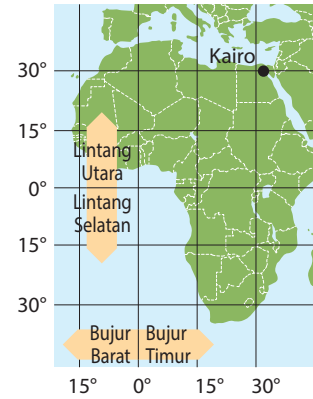 Kairo
30°
15°
Lintang
Utara
0°
Lintang
Selatan
15°
30°
Bujur
Barat
Bujur
Timur
15°
0°
15°
30°